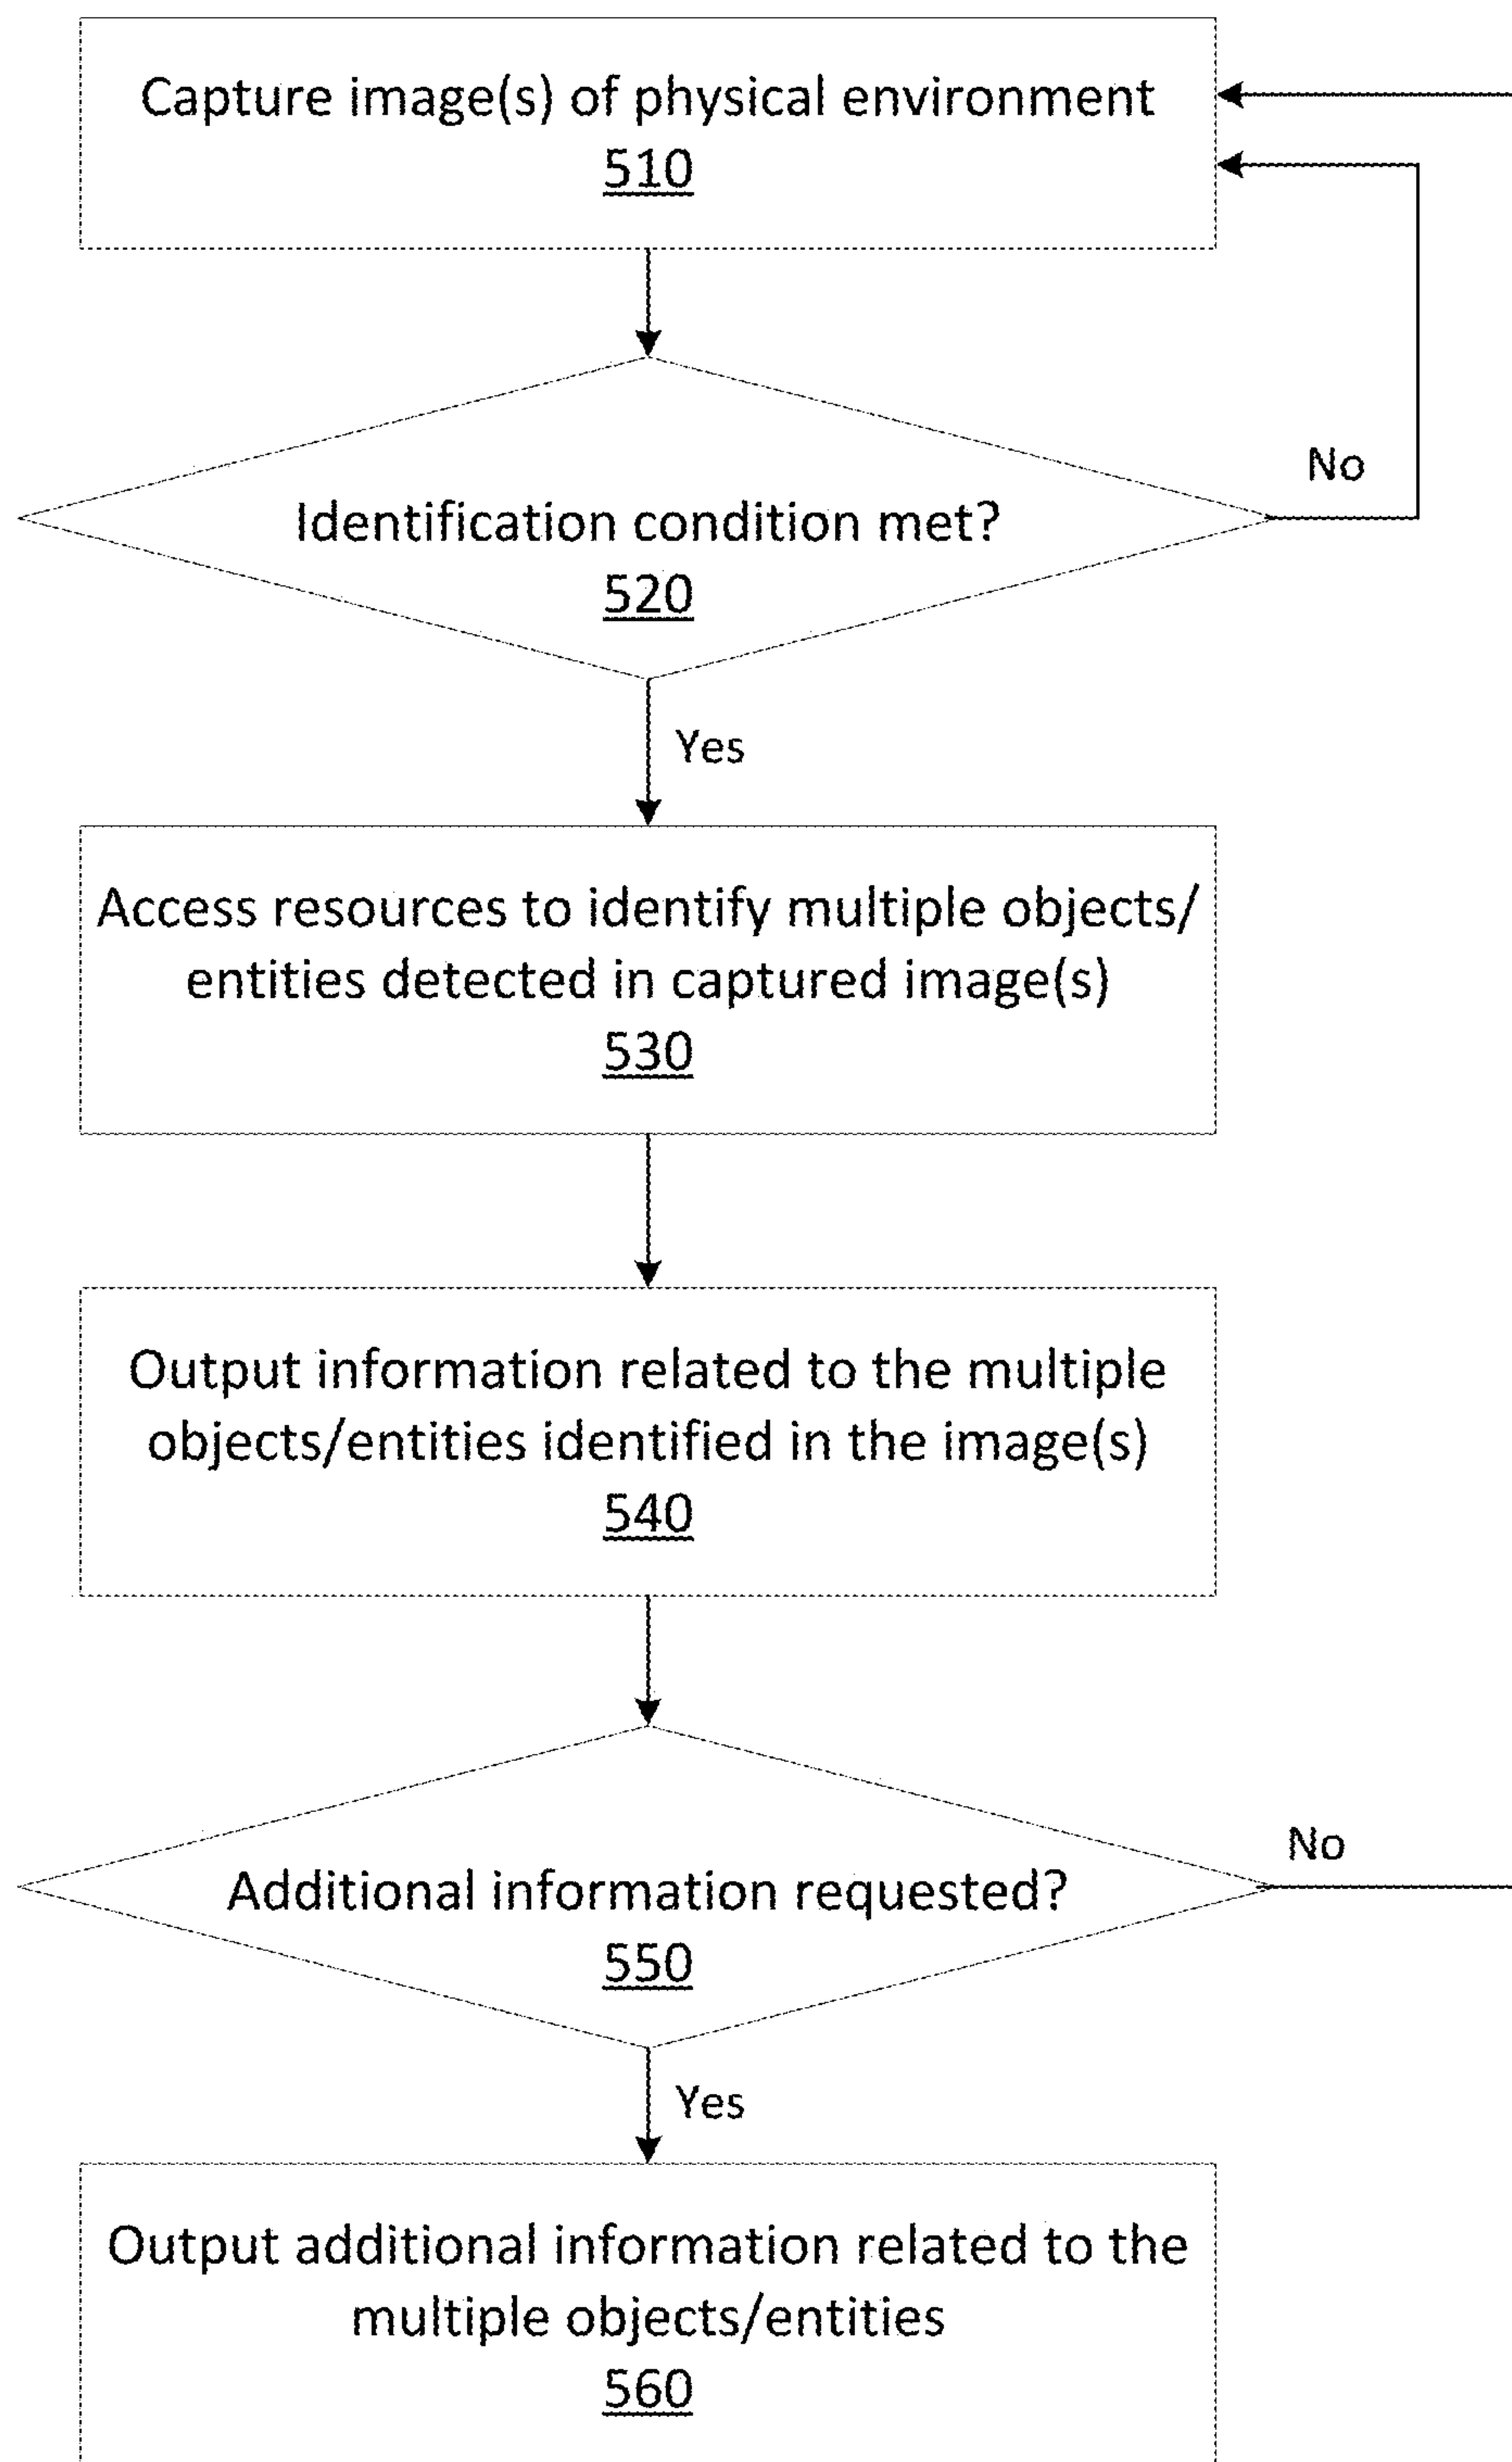 Capture image(s) of physical environment
510
Identification condition met?
520
No
Yes
Access resources to identify multiple objects/
entities detected in captured image(s)
530
Output information related to the multiple
objects/entities identified in the image(s)
540
Additional information requested?
550
No
Yes
Output additional information related to the
multiple objects/entities
560